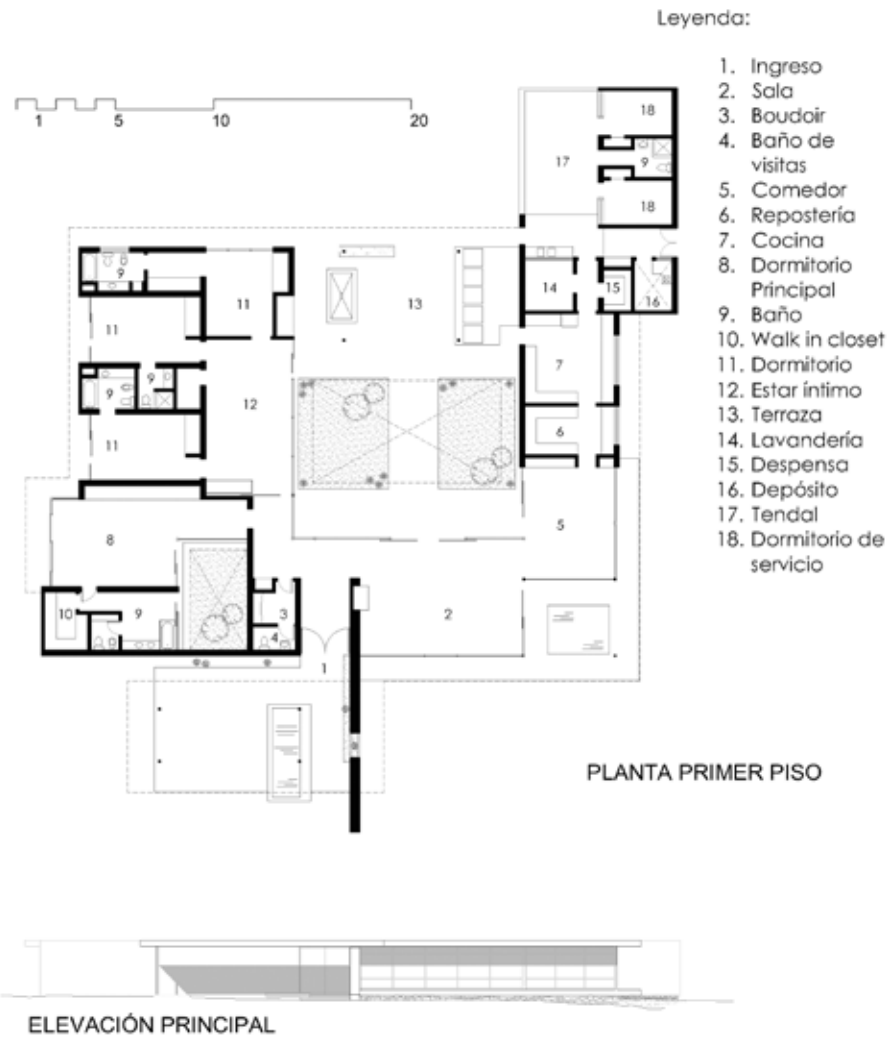 Leyenda:
1. Ingreso
2. Sala
3. Boudoir
4. Baño de
visitas
5. Comedor
6. Repostería
7. Cocina
8. Dormitorio
Principal
9. Baño
10. Walk in closet
11. Dormitorio
12. Estar íntimo
13. Terraza
14. Lavandería
15. Despensa
16. Depósito
17. Tendal
18. Dormitorio de
servicio
1 5 10 20
18
17
9
18
9
11
13
14
15
16
11
7
9
9
12
6
11
5
8
10
9
3
2
4
1
PLANTA PRIMER PISO
ELEVACIÓN PRINCIPAL